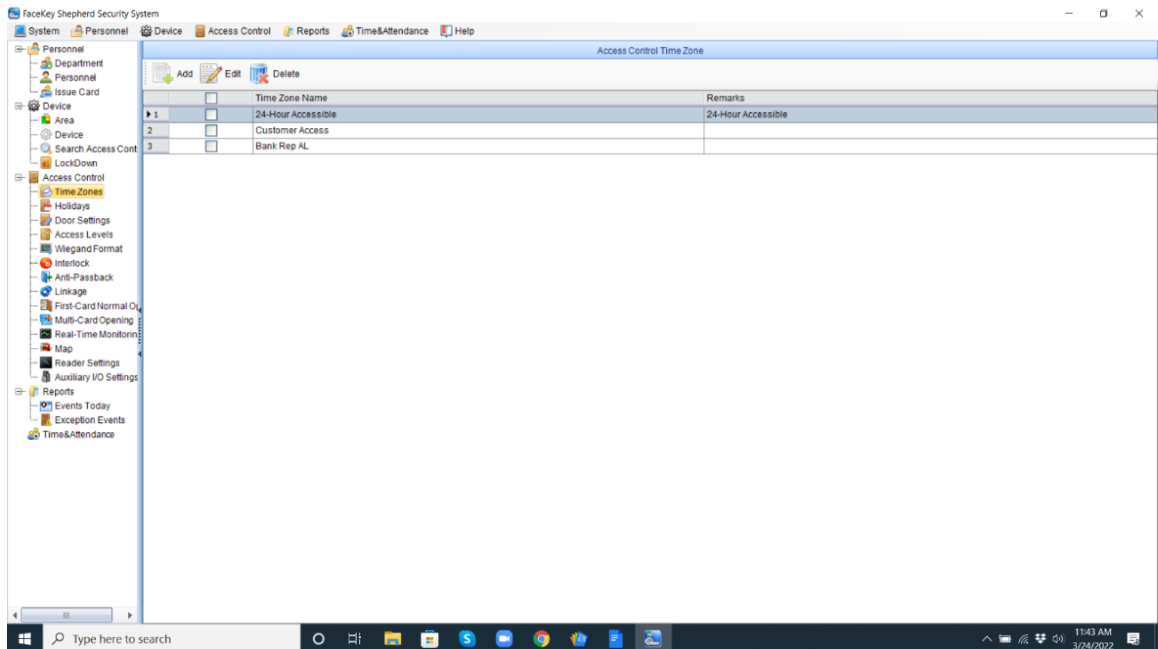 FaceKey Shepherd Security System
System Personnel Device Access Control Reports Time&Attendance Help
Personnel
Department
Personnel
Issue Card
Device
Area
Device
Search Access Cont
LockDown
Access Control
Time Zones
Holidays
Door Settings
Access Levels
Wiegand Format
Interlock
Anti-Passback
Linkage
First-Card Normal O
Multi-Card Opening
Real-Time Monitorin
Map
Reader Settings
Auxiliary I/O Settings
Reports
Events Today
Exception Events
Time&Attendance
Access Control Time Zone
Add Edit Delete
Time Zone Name Remarks
1 24-Hour Accessible 24-Hour Accessible
2 Customer Access
3 Bank Rep AL
Type here to search
11:43 AM
3/24/2022